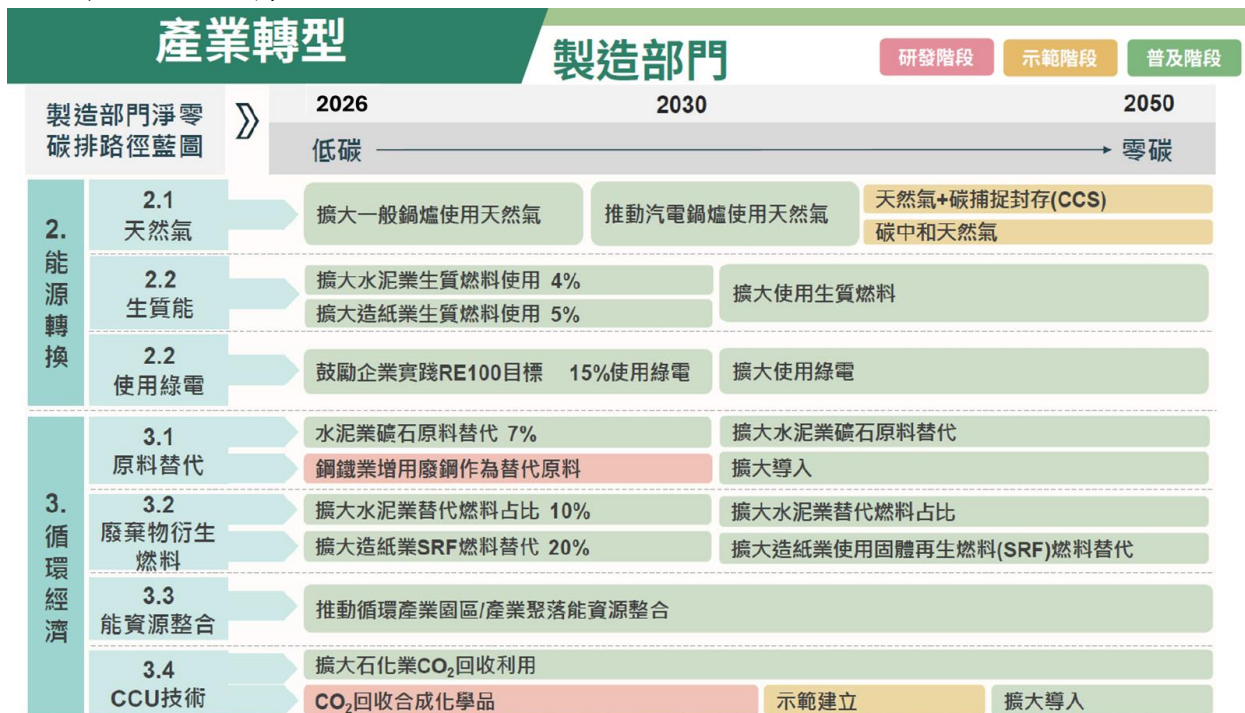 產業轉型
製造部門
研發階段
示範階段
普及階段
製造部門淨零
碳排路徑藍圖
2026
2030
2050
低碳
零碳
2.
能
源
轉
換
2.1
天然氣
擴大一般鍋爐使用天然氣
推動汽電鍋爐使用天然氣
天然氣+碳捕捉封存(CCS)
碳中和天然氣
2.2
生質能
擴大水泥業生質燃料使用 4%
擴大造紙業生質燃料使用 5%
擴大使用生質燃料
2.2
使用綠電
鼓勵企業實踐RE100目標 15%使用綠電
擴大使用綠電
3.
循
環
經
濟
3.1
原料替代
水泥業礦石原料替代 7%
擴大水泥業礦石原料替代
鋼鐵業增用廢鋼作為替代原料
擴大導入
3.2
廢棄物衍生
燃料
擴大水泥業替代燃料占比 10%
擴大水泥業替代燃料占比
擴大造紙業SRF燃料替代 20%
擴大造紙業使用固體再生燃料(SRF)燃料替代
3.3
能資源整合
推動循環產業園區/產業聚落能資源整合
3.4
CCU技術
擴大石化業CO₂回收利用
CO₂回收合成化學品
示範建立
擴大導入